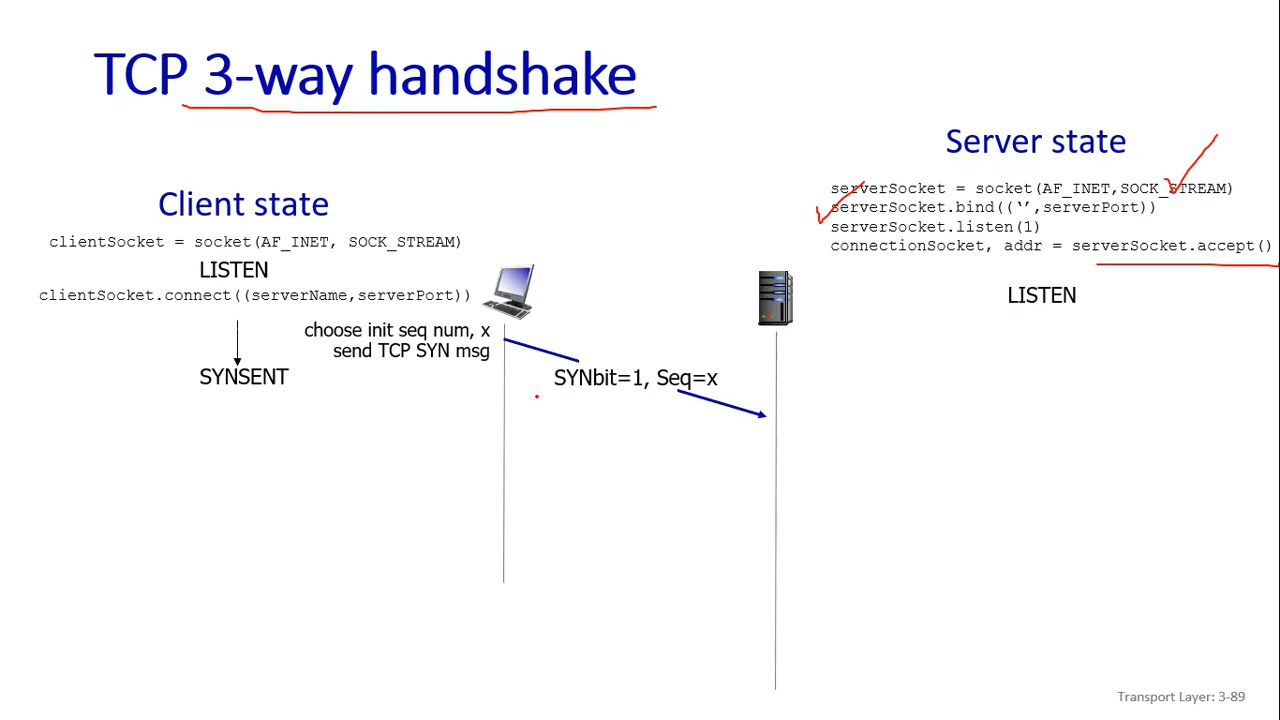 TCP 3-way handshake
Server state
serverSocket = socket(AF_INET,SOCK_STREAM)
serverSocket.bind((‘’,serverPort))
serverSocket.listen(1)
connectionSocket, addr = serverSocket.accept()
LISTEN
Client state
clientSocket = socket(AF_INET, SOCK_STREAM)
LISTEN
clientSocket.connect((serverName,serverPort))
choose init seq num, x
send TCP SYN msg
SYNSENT
SYNbit=1, Seq=x
Transport Layer: 3-89